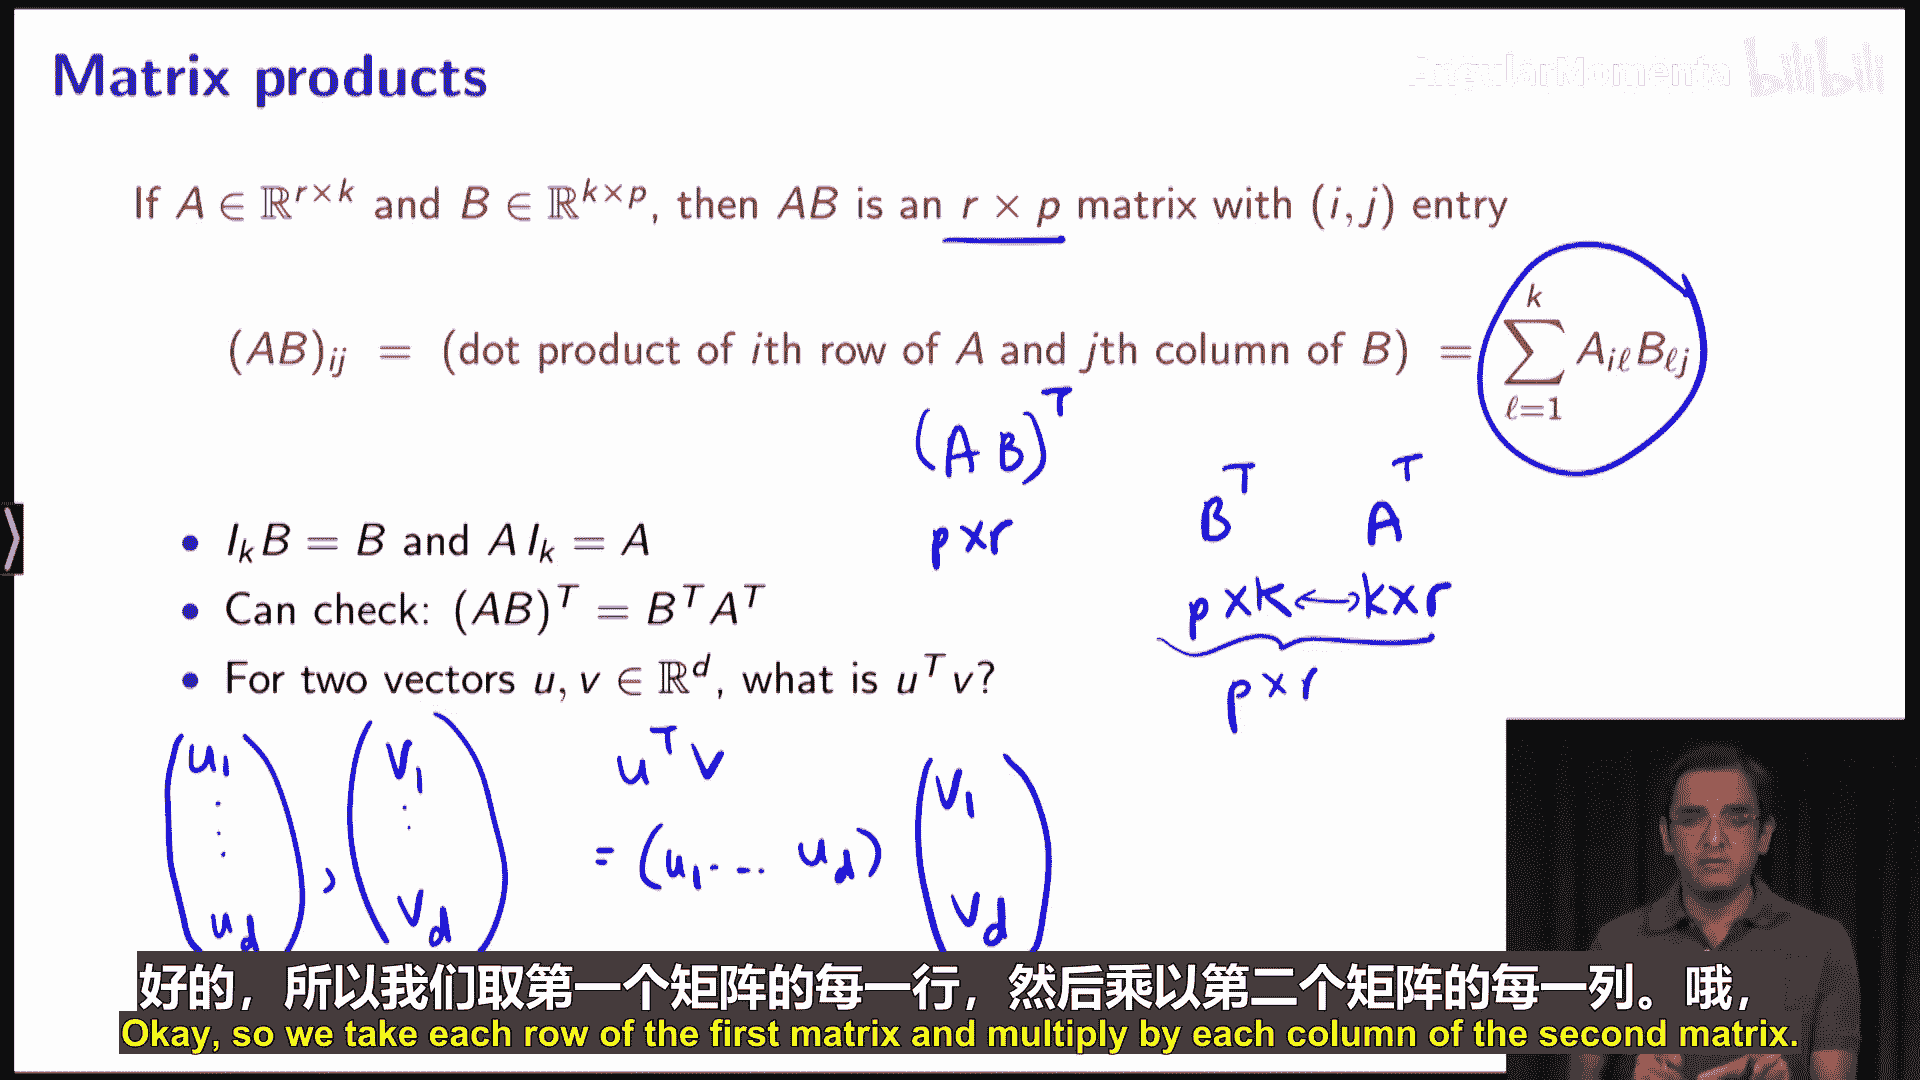 Matrix products
AngularMomenta bilibili
If A ∈ ℝ^{r×k} and B ∈ ℝ^{k×p}, then AB is an r × p matrix with (i, j) entry
(AB)_{ij} = (dot product of ith row of A and jth column of B) = ∑_{ℓ=1}^{k} A_{iℓ}B_{ℓj}
(A B)^T
B^T A^T
p×r
p×k ↔ k×r
p×r
• I_k B = B and A I_k = A
• Can check: (AB)^T = B^T A^T
• For two vectors u, v ∈ ℝ^d, what is u^T v?
(u_1 ⋮ u_d), (v_1 ⋮ v_d)
u^T v
= (u_1 ... u_d) (v_1 v_d)
好的，所以我们取第一个矩阵的每一行，然后乘以第二个矩阵的每一列。哦，
Okay, so we take each row of the first matrix and multiply by each column of the second matrix.